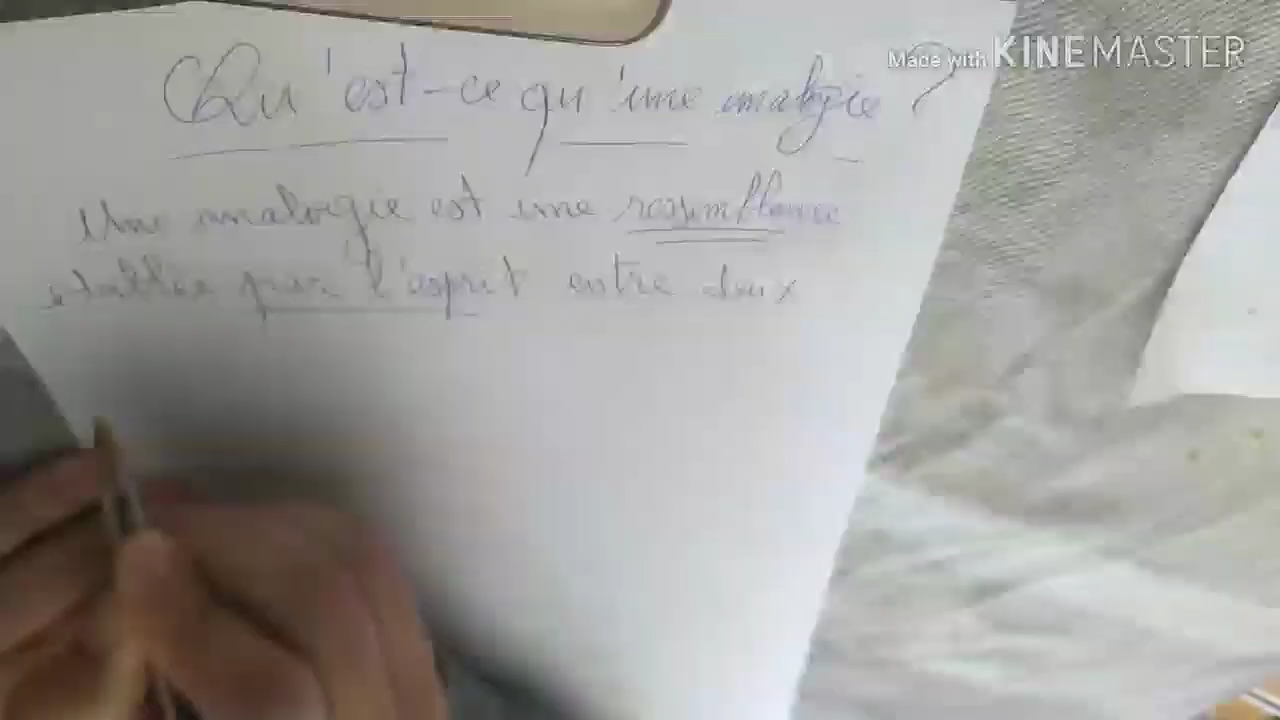 Made with KINEMASTER
Qu'est-ce qu'une analogie ?
Une analogie est une ressemblance
établie par l'esprit entre deux